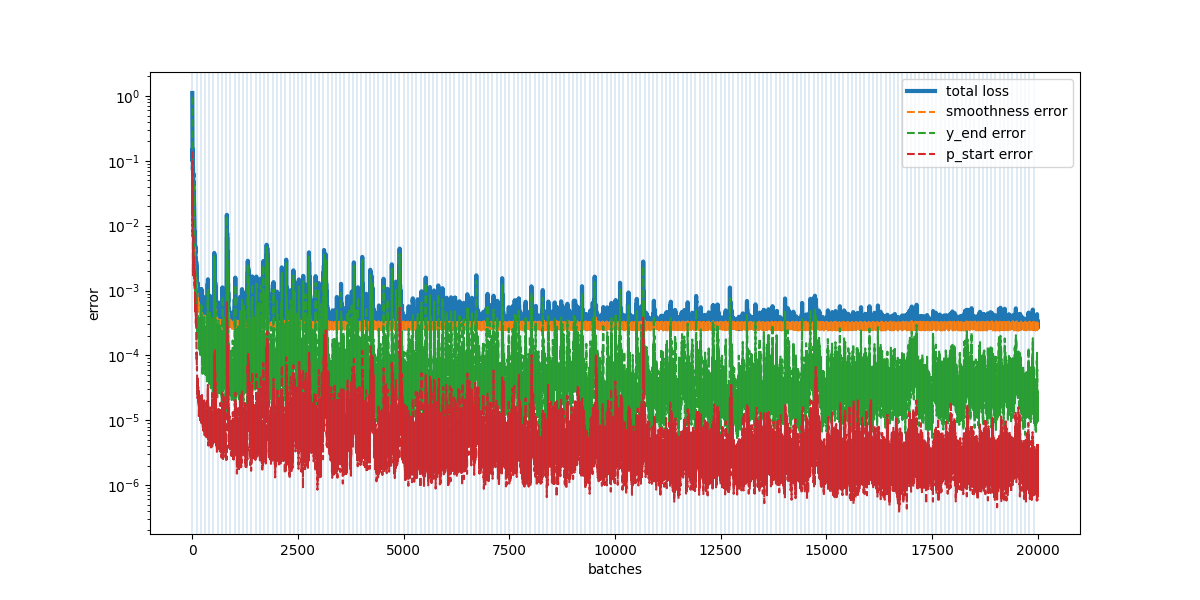 total loss
smoothness error
y_end error
p_start error
10⁰
10⁻¹
10⁻²
10⁻³
10⁻⁴
10⁻⁵
10⁻⁶
error
0 2500 5000 7500 10000 12500 15000 17500 20000
batches